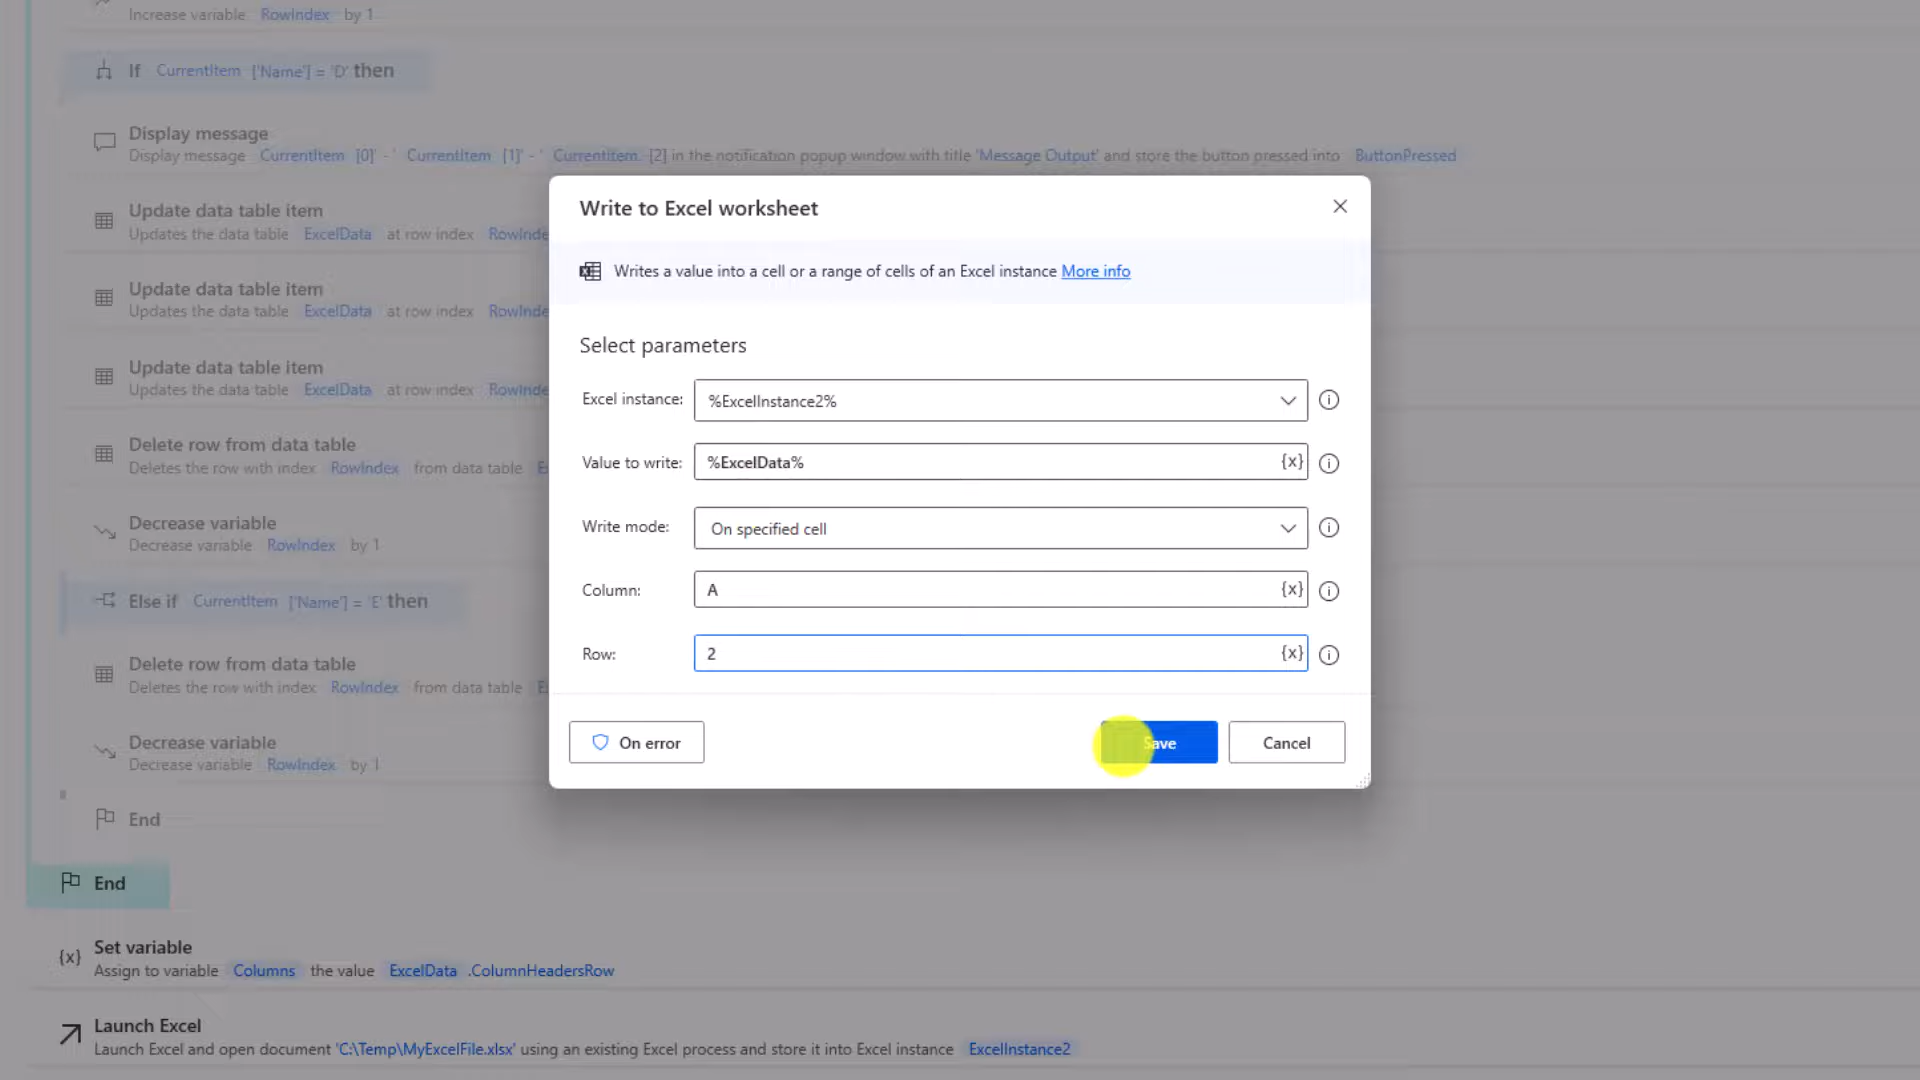 Increase variable RowIndex by 1
If CurrentItem ['Name'] = 'D' then
Display message
Display message CurrentItem [0]' - ' CurrentItem [1]' - ' CurrentItem [2] in the notification popup window with title 'Message Output' and store the button pressed into ButtonPressed
Write to Excel worksheet
Update data table item
Updates the data table ExcelData at row index RowInde
Writes a value into a cell or a range of cells of an Excel instance More info
Update data table item
Updates the data table ExcelData at row index RowInde
Select parameters
Update data table item
Updates the data table ExcelData at row index RowInde
Excel instance: %ExcelInstance2%
Delete row from data table
Deletes the row with index RowIndex from data table E
Value to write: %ExcelData% {x}
Decrease variable
Decrease variable RowIndex by 1
Write mode: On specified cell
Column: A {x}
Else if CurrentItem ['Name'] = 'E' then
Row: 2 {x}
Delete row from data table
Deletes the row with index RowIndex from data table E
On error Save Cancel
Decrease variable
Decrease variable RowIndex by 1
End
End
{x} Set variable
Assign to variable Columns the value ExcelData .ColumnHeadersRow
Launch Excel
Launch Excel and open document 'C:\Temp\MyExcelFile.xlsx' using an existing Excel process and store it into Excel instance ExcelInstance2